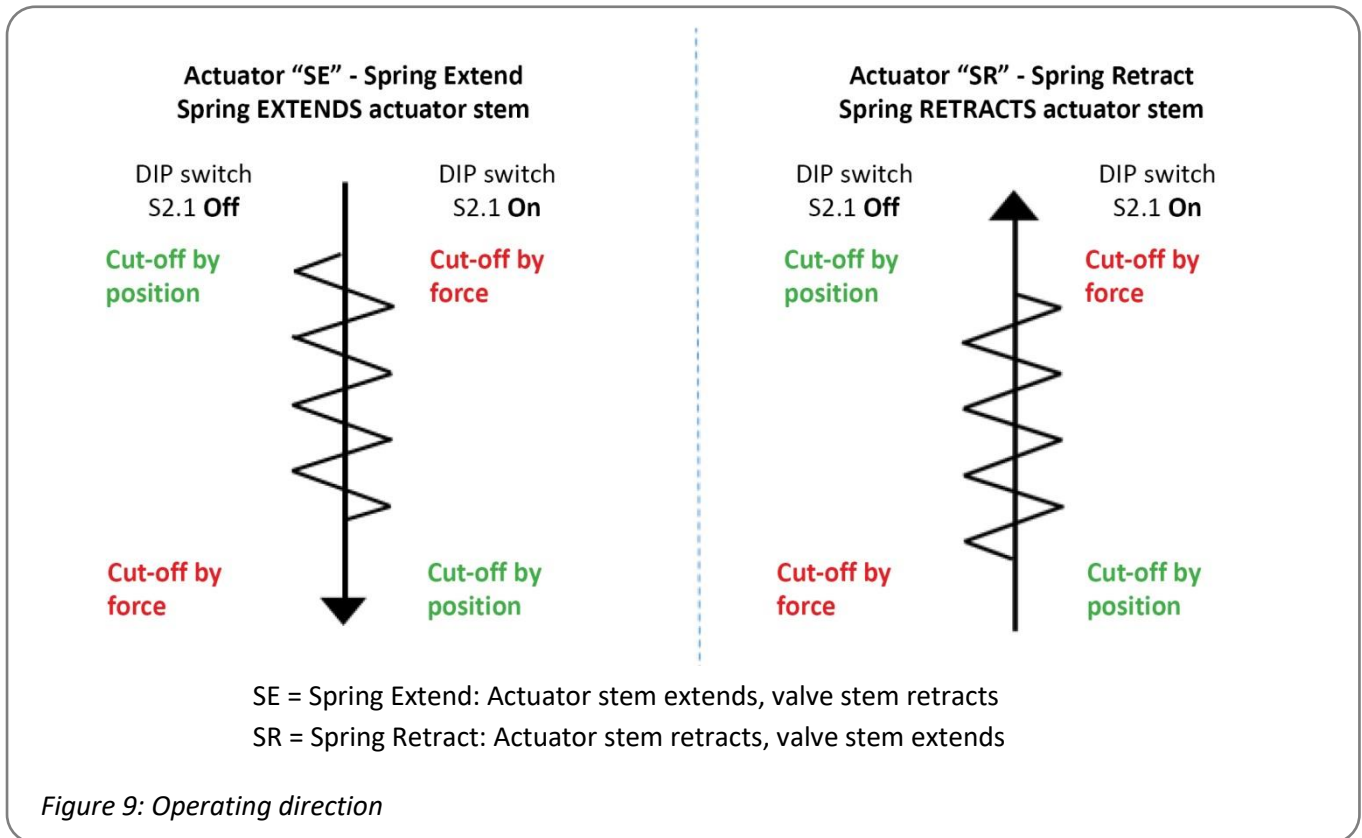 Actuator “SE” - Spring Extend
Spring EXTENDS actuator stem
DIP switch
S2.1 Off
DIP switch
S2.1 On
Cut-off by
position
Cut-off by
force
Cut-off by
force
Cut-off by
position
Actuator “SR” - Spring Retract
Spring RETRACTS actuator stem
DIP switch
S2.1 Off
DIP switch
S2.1 On
Cut-off by
position
Cut-off by
force
Cut-off by
force
Cut-off by
position
SE = Spring Extend: Actuator stem extends, valve stem retracts
SR = Spring Retract: Actuator stem retracts, valve stem extends
Figure 9: Operating direction